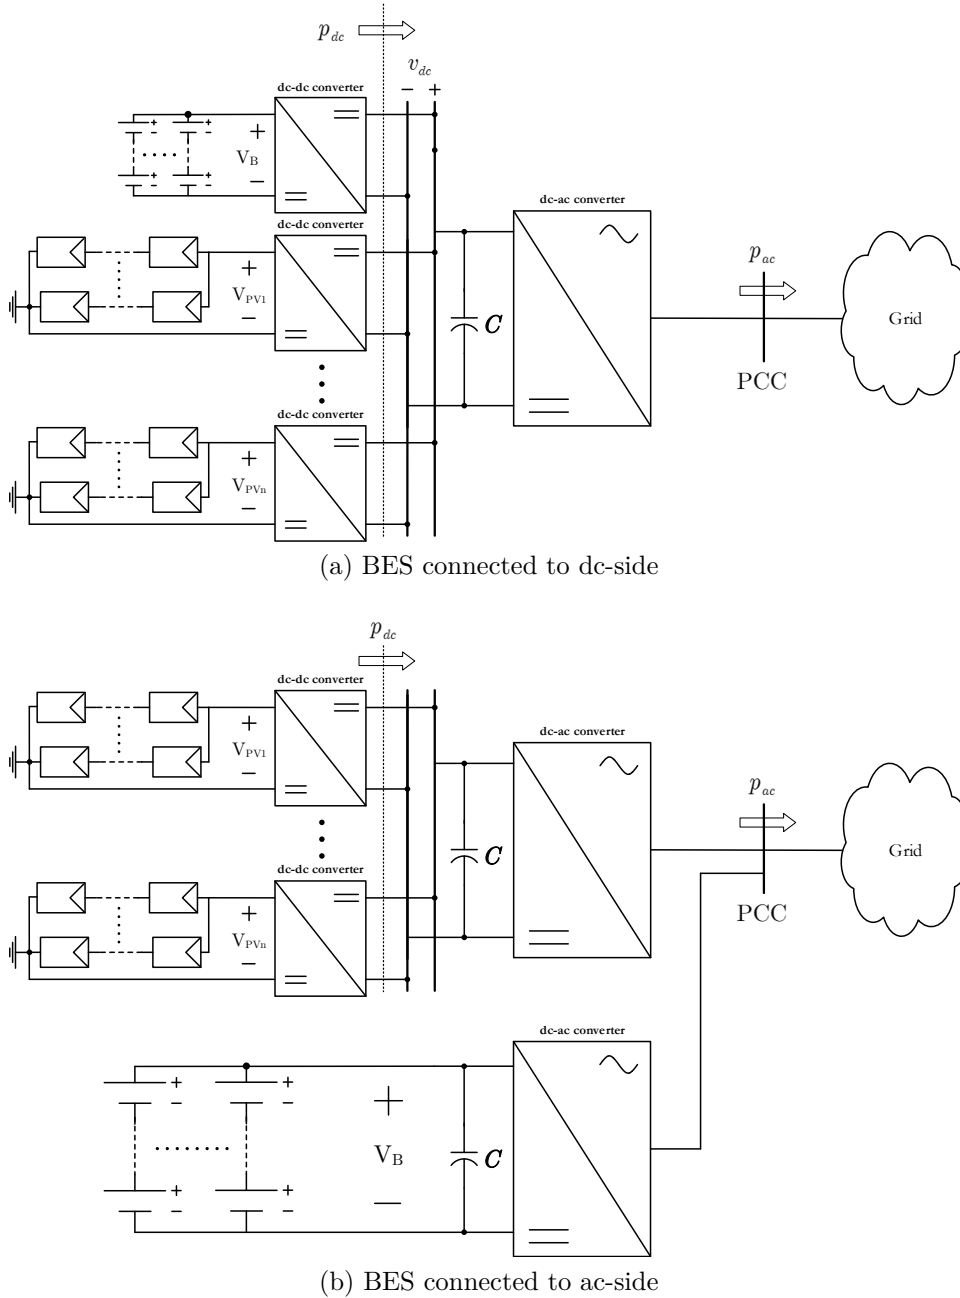 p_dc
v_dc
− +
dc-dc converter
+ +
− −
+
V_B
−
+ +
− −
dc-ac converter
dc-dc converter
+
V_PV1
−
p_ac
C
Grid
PCC
dc-dc converter
+
V_PVn
−
(a) BES connected to dc-side
p_dc
dc-dc converter
+
V_PV1
−
dc-ac converter
p_ac
C
Grid
dc-dc converter
PCC
+
V_PVn
−
dc-ac converter
+ +
− −
+
V_B
−
C
+ +
− −
(b) BES connected to ac-side